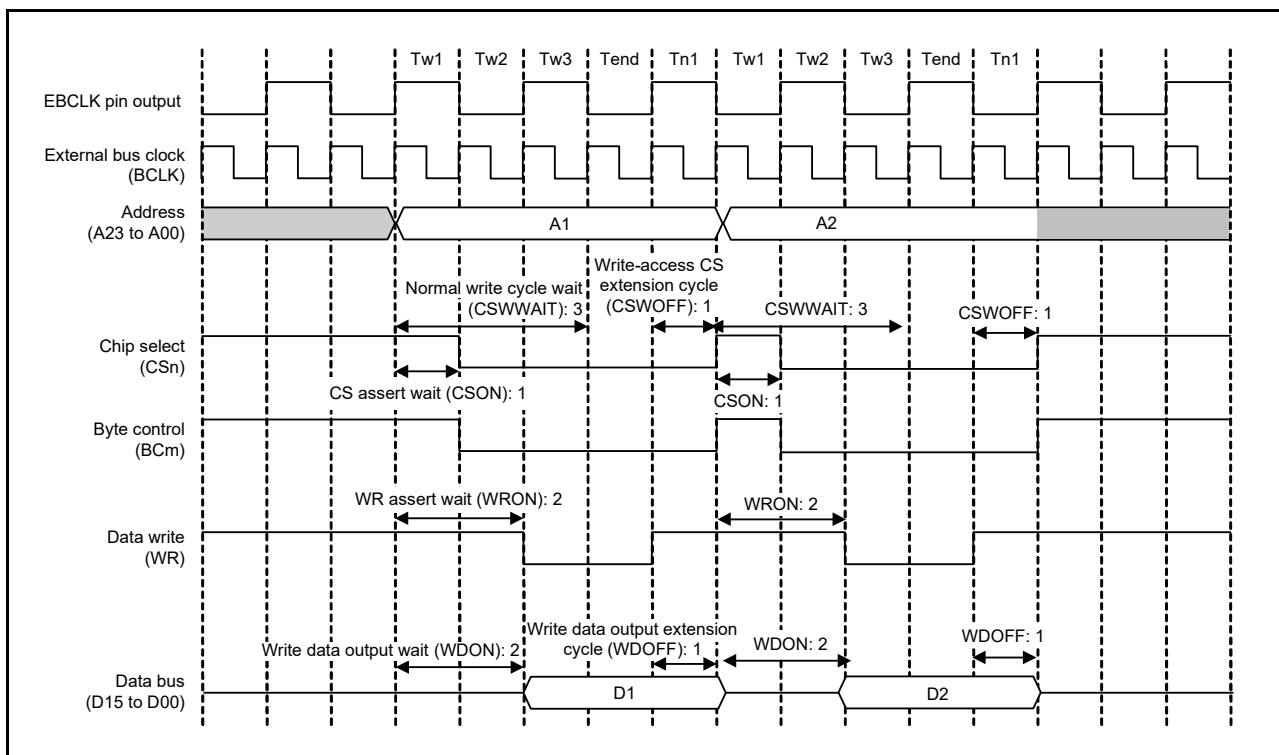 Tw1 Tw2 Tw3 Tend Tn1 Tw1 Tw2 Tw3 Tend Tn1
EBCLK pin output
External bus clock
(BCLK)
Address
(A23 to A00)
A1
A2
Normal write cycle wait
(CSWWAIT): 3
Write-access CS
extension cycle
(CSWOFF): 1
CSWWAIT: 3
CSWOFF: 1
Chip select
(CSn)
CS assert wait (CSON): 1
CSON: 1
Byte control
(BCm)
WR assert wait (WRON): 2
WRON: 2
Data write
(WR)
Write data output wait (WDON): 2
Write data output extension
cycle (WDOFF): 1
WDON: 2
WDOFF: 1
Data bus
(D15 to D00)
D1
D2